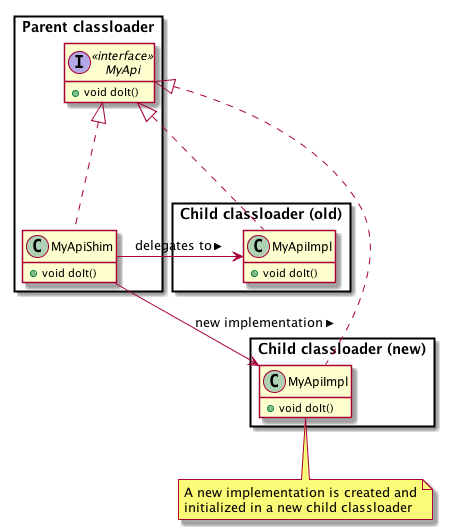 Parent classloader
I
«interface»
MyApi
void doIt()
Child classloader (old)
C MyApiShim
void doIt()
delegates to
C MyApiImpl
void doIt()
new implementation
Child classloader (new)
C MyApiImpl
void doIt()
A new implementation is created and
initialized in a new child classloader